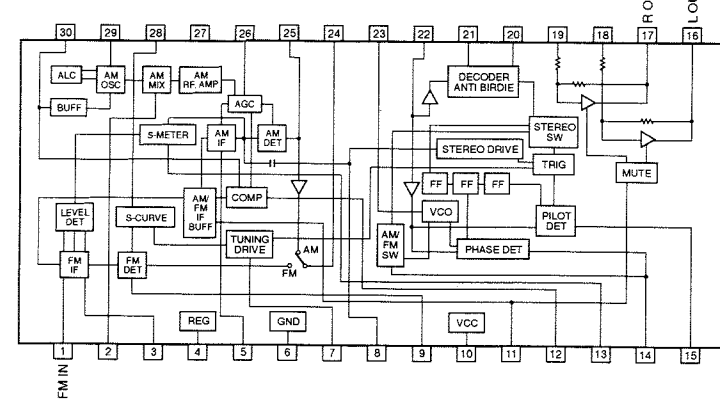 R O
LOU
30 29 28 27 26 25 24 23 22 21 20 19 18 17 16
ALC
AM OSC
AM MIX
AM RF. AMP
DECODER
ANTI BIRDIE
BUFF
AGC
S-METER
AM IF
AM DET
STEREO SW
STEREO DRIVE
TRIG
MUTE
FF FF FF
AM/ FM IF BUFF
COMP
LEVEL DET
S-CURVE
VCO
PILOT DET
AM/ FM SW
TUNING DRIVE
AM
PHASE DET
FM IF
FM DET
FM
REG
GND
VCC
1 2 3 4 5 6 7 8 9 10 11 12 13 14 15
FM IN